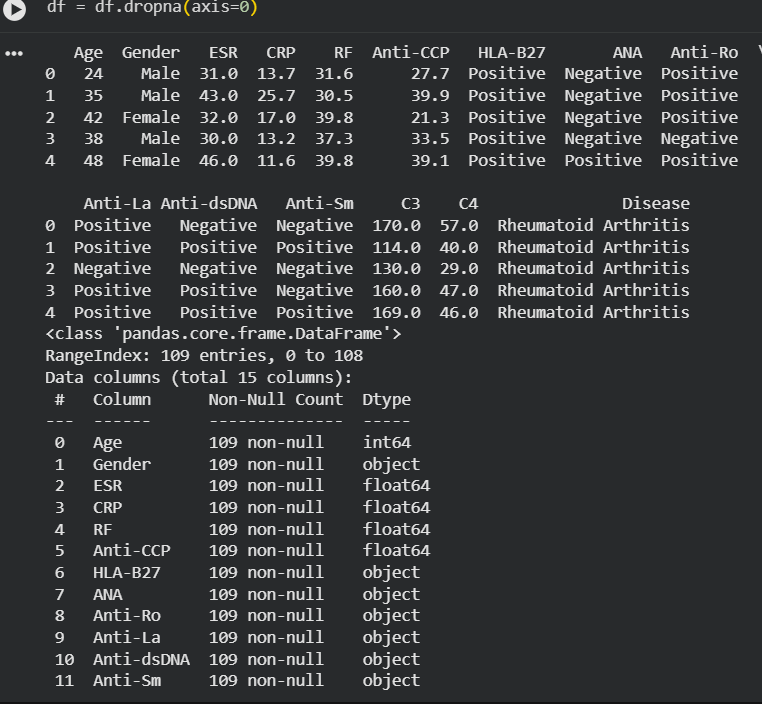 df = df.dropna(axis=0)
   Age  Gender   ESR   CRP    RF  Anti-CCP   HLA-B27       ANA   Anti-Ro  \
0   24    Male  31.0  13.7  31.6      27.7  Positive  Negative  Positive
1   35    Male  43.0  25.7  30.5      39.9  Positive  Negative  Positive
2   42  Female  32.0  17.0  39.8      21.3  Positive  Negative  Positive
3   38    Male  30.0  13.2  37.3      33.5  Positive  Negative  Negative
4   48  Female  46.0  11.6  39.8      39.1  Positive  Positive  Positive
    Anti-La Anti-dsDNA   Anti-Sm     C3    C4               Disease
0  Positive   Negative  Negative  170.0  57.0  Rheumatoid Arthritis
1  Positive   Positive  Positive  114.0  40.0  Rheumatoid Arthritis
2  Negative   Negative  Negative  130.0  29.0  Rheumatoid Arthritis
3  Positive   Positive  Negative  160.0  47.0  Rheumatoid Arthritis
4  Positive   Positive  Positive  169.0  46.0  Rheumatoid Arthritis
<class 'pandas.core.frame.DataFrame'>
RangeIndex: 109 entries, 0 to 108
Data columns (total 15 columns):
 #   Column      Non-Null Count  Dtype
---  ------      --------------  -----
 0   Age         109 non-null    int64
 1   Gender      109 non-null    object
 2   ESR         109 non-null    float64
 3   CRP         109 non-null    float64
 4   RF          109 non-null    float64
 5   Anti-CCP    109 non-null    float64
 6   HLA-B27     109 non-null    object
 7   ANA         109 non-null    object
 8   Anti-Ro     109 non-null    object
 9   Anti-La     109 non-null    object
 10  Anti-dsDNA  109 non-null    object
 11  Anti-Sm     109 non-null    object